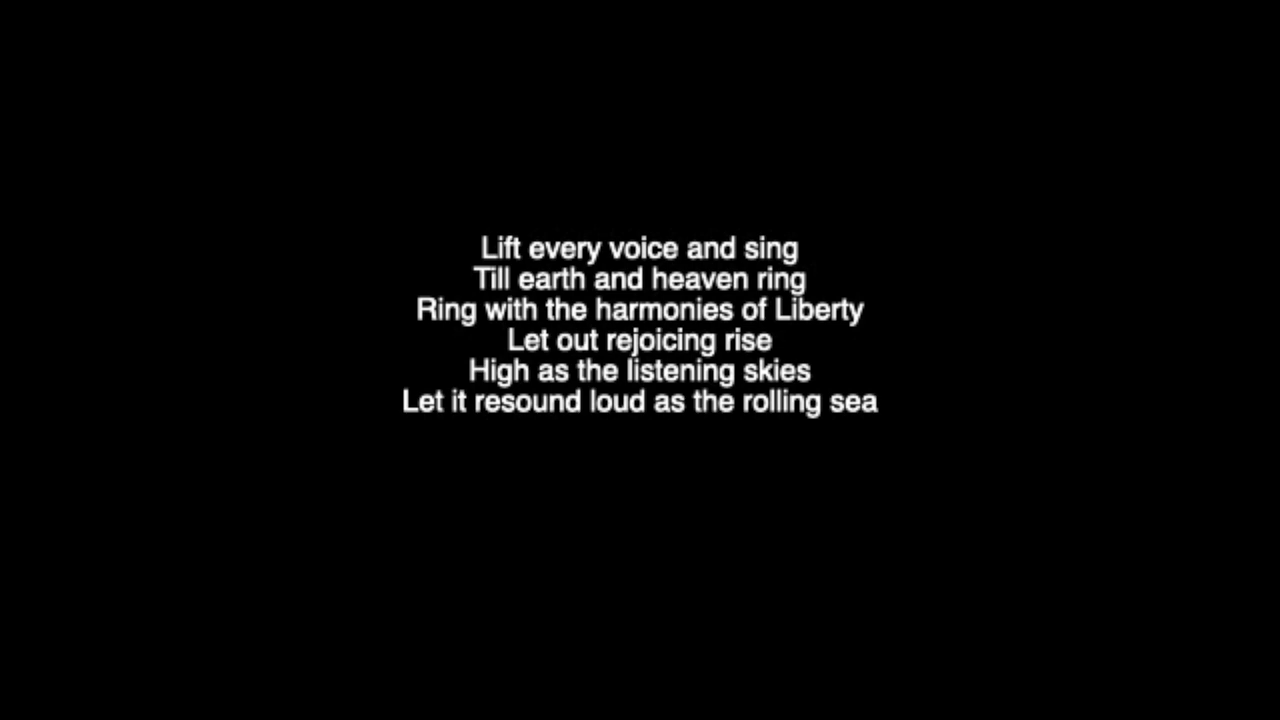 Lift every voice and sing
Till earth and heaven ring
Ring with the harmonies of Liberty
Let out rejoicing rise
High as the listening skies
Let it resound loud as the rolling sea